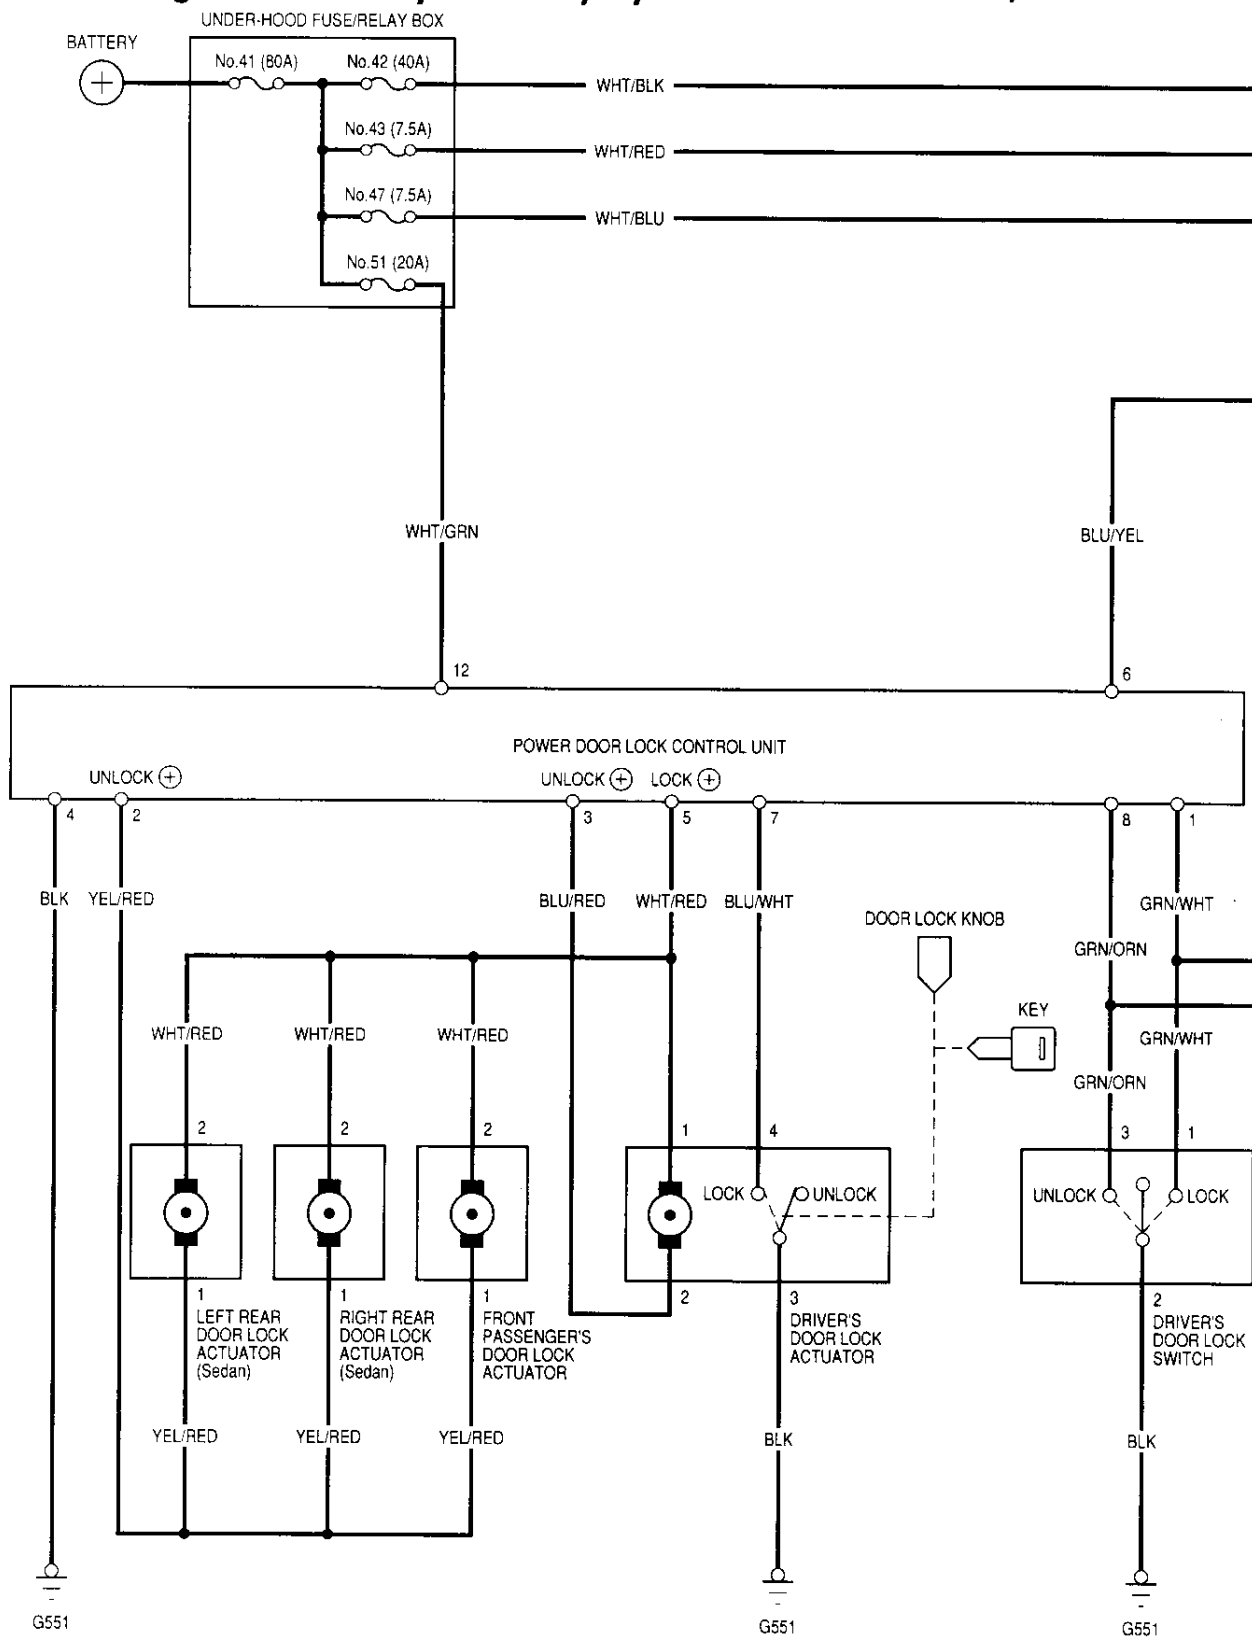 UNDER-HOOD FUSE/RELAY BOX
BATTERY
No.41 (80A)
No.42 (40A)
WHT/BLK
No.43 (7.5A)
WHT/RED
No.47 (7.5A)
WHT/BLU
No.51 (20A)
WHT/GRN
BLU/YEL
12
6
POWER DOOR LOCK CONTROL UNIT
UNLOCK +
UNLOCK +
LOCK +
4
2
3
5
7
8
1
BLK
YEL/RED
BLU/RED
WHT/RED
BLU/WHT
GRN/WHT
DOOR LOCK KNOB
GRN/ORN
KEY
WHT/RED
WHT/RED
WHT/RED
GRN/WHT
GRN/ORN
2
2
2
1
4
3
1
LOCK
UNLOCK
UNLOCK
LOCK
1
LEFT REAR
DOOR LOCK
ACTUATOR
(Sedan)
1
RIGHT REAR
DOOR LOCK
ACTUATOR
(Sedan)
1
FRONT
PASSENGER'S
DOOR LOCK
ACTUATOR
2
3
DRIVER'S
DOOR LOCK
ACTUATOR
2
DRIVER'S
DOOR LOCK
SWITCH
YEL/RED
YEL/RED
YEL/RED
BLK
BLK
G551
G551
G551